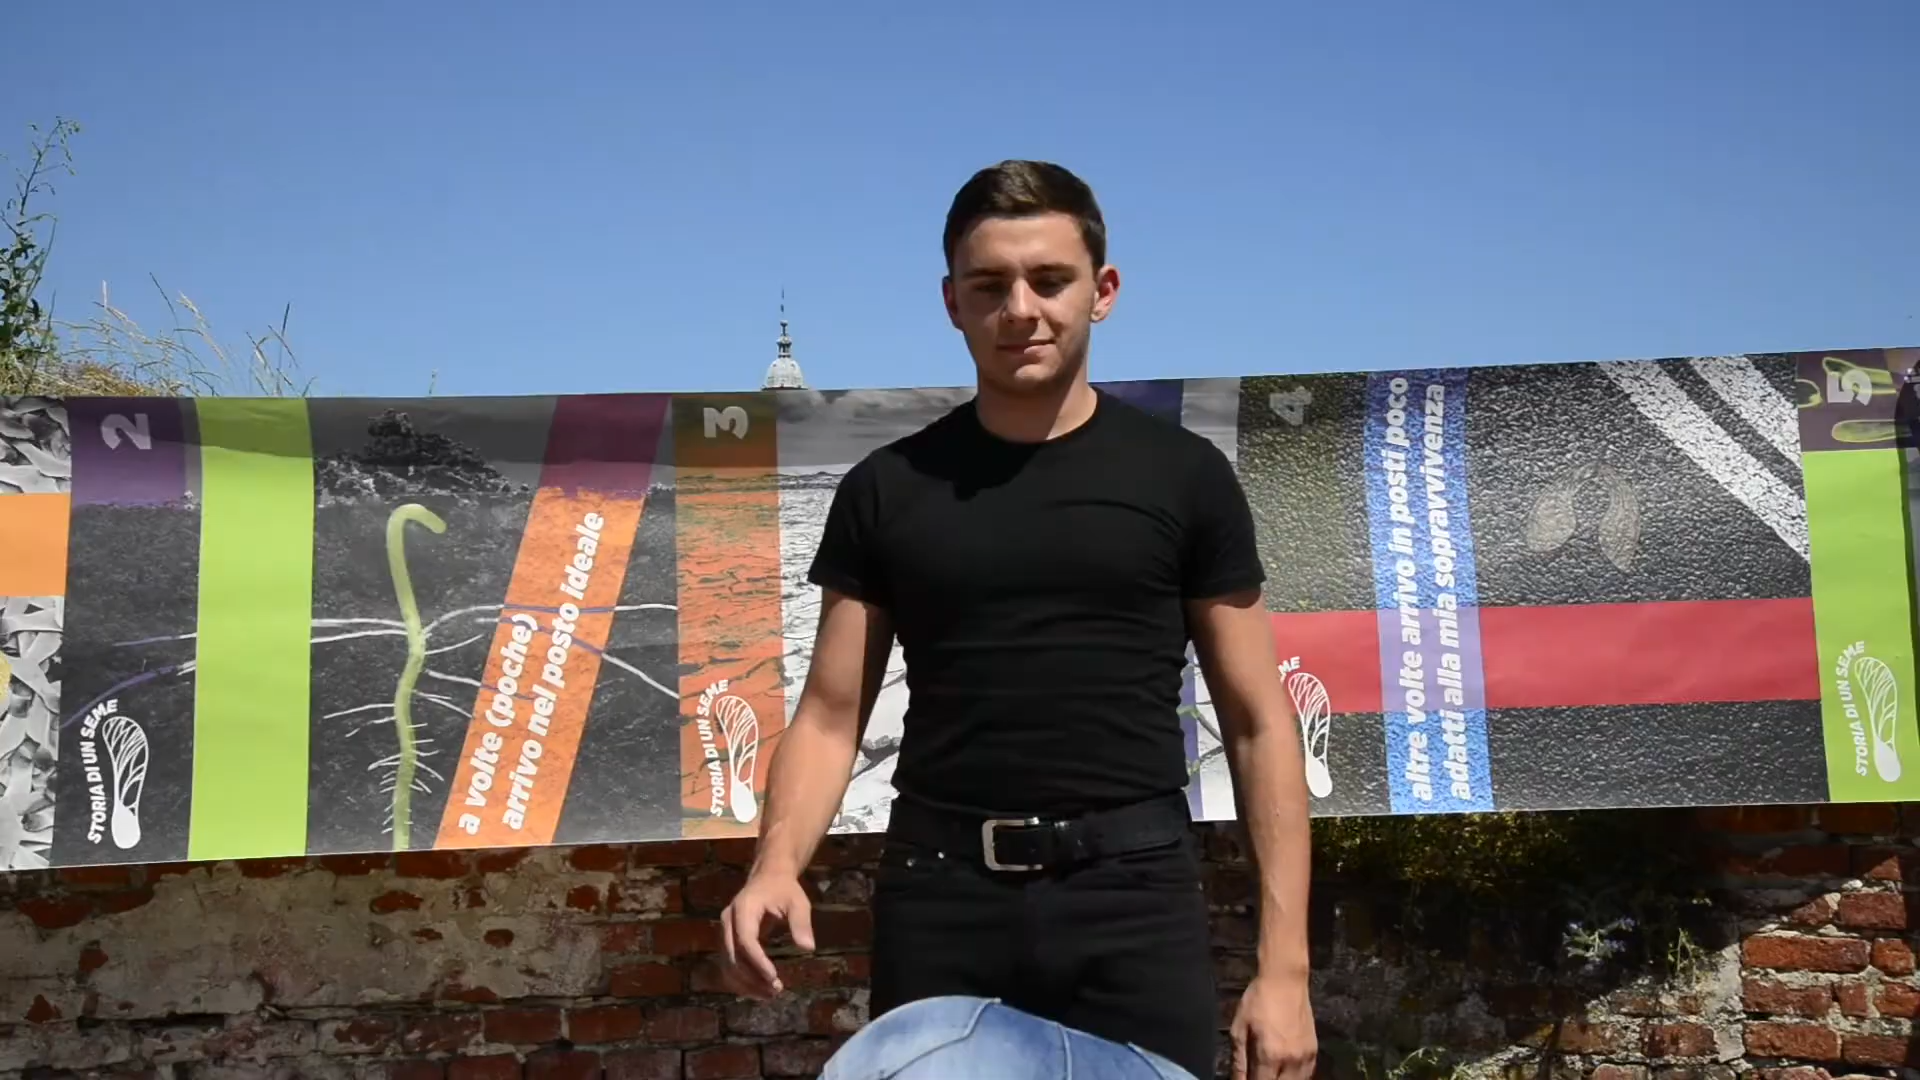 2
STORIA DI UN SEME
a volte (poche)
arrivo nel posto ideale
3
STORIA DI UN SEME
4
altre volte arrivo in posti poco
adatti alla mia sopravvivenza
5
STORIA DI UN SEME